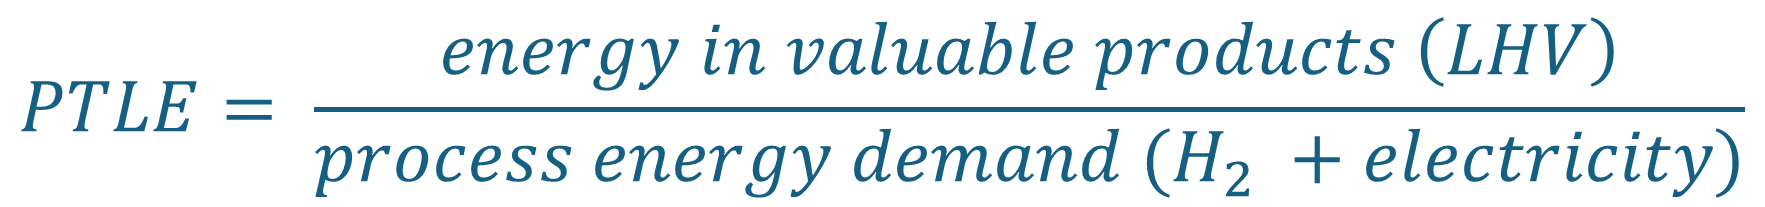 PTLE = energy in valuable products (LHV)
process energy demand (H₂ + electricity)